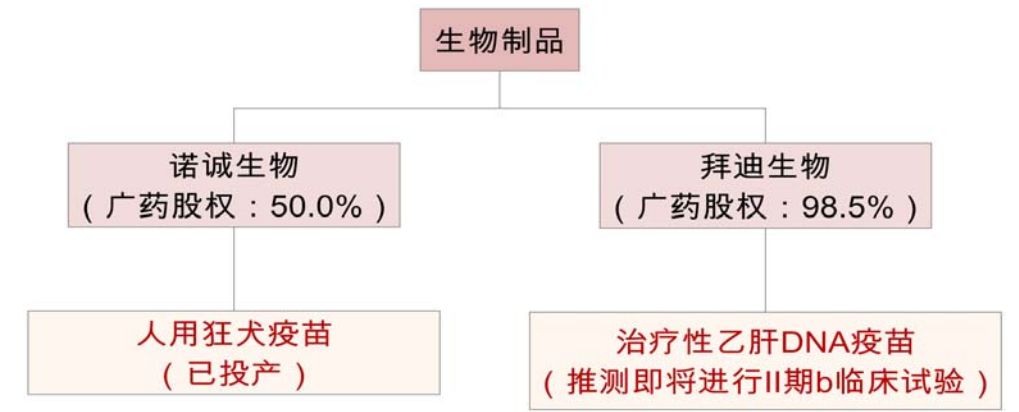 生物制品
诺诚生物
（广药股权：50.0%）
拜迪生物
（广药股权：98.5%）
人用狂犬疫苗
（已投产）
治疗性乙肝DNA疫苗
（推测即将进行II期b临床试验）